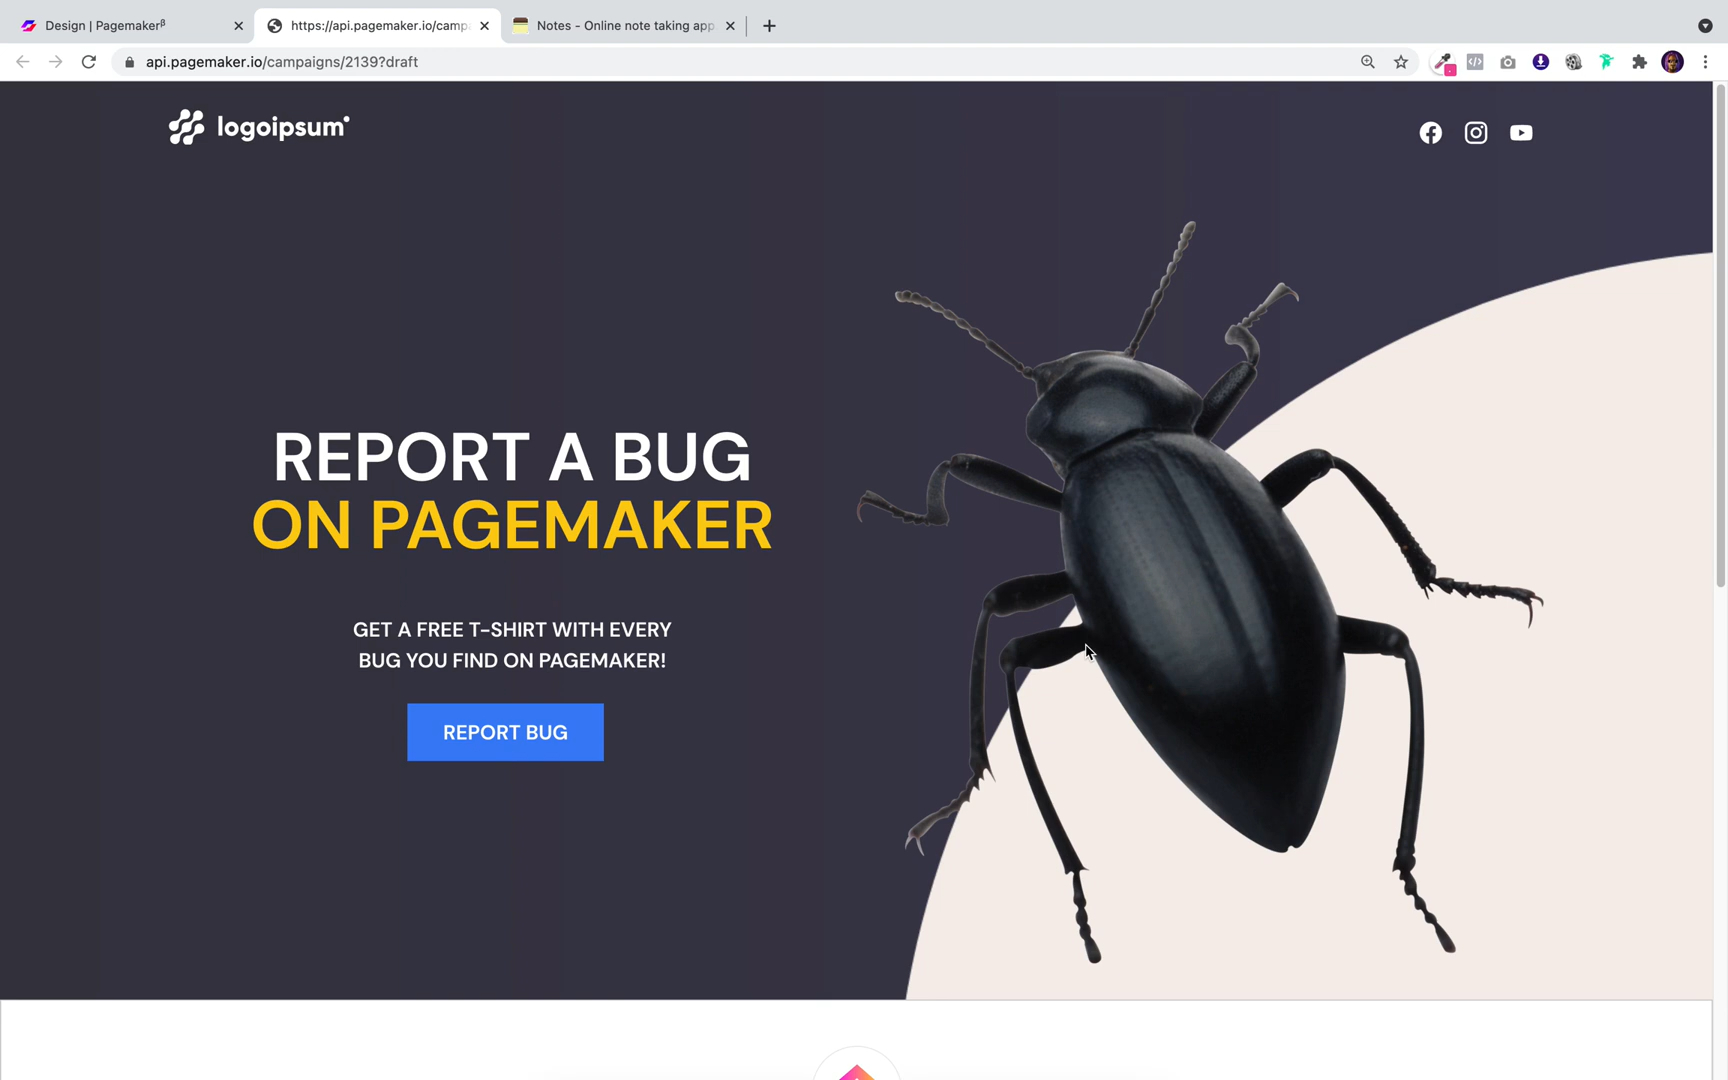 Design | Pagemakerᵝ
https://api.pagemaker.io/camp
Notes - Online note taking app
api.pagemaker.io/campaigns/2139?draft
logoipsum
REPORT A BUG
ON PAGEMAKER
GET A FREE T-SHIRT WITH EVERY
BUG YOU FIND ON PAGEMAKER!
REPORT BUG